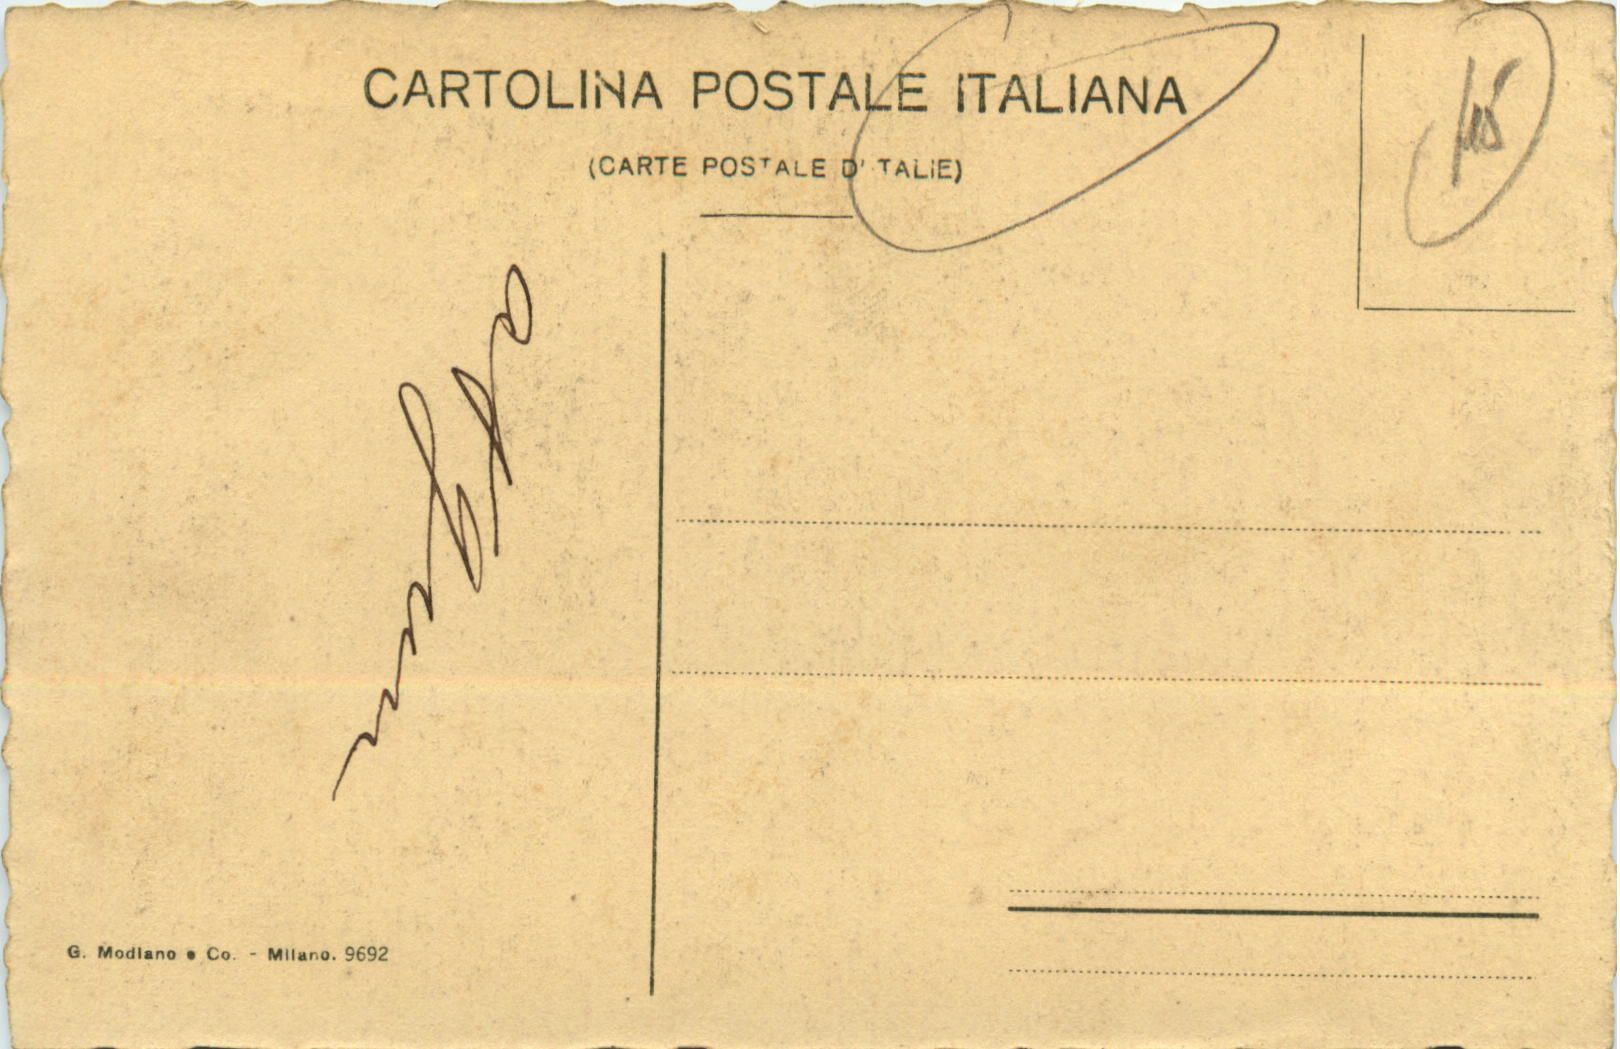 CARTOLINA POSTALE ITALIANA
(CARTE POSTALE D'ITALIE)
G. Modiano e Co. - Milano. 9692